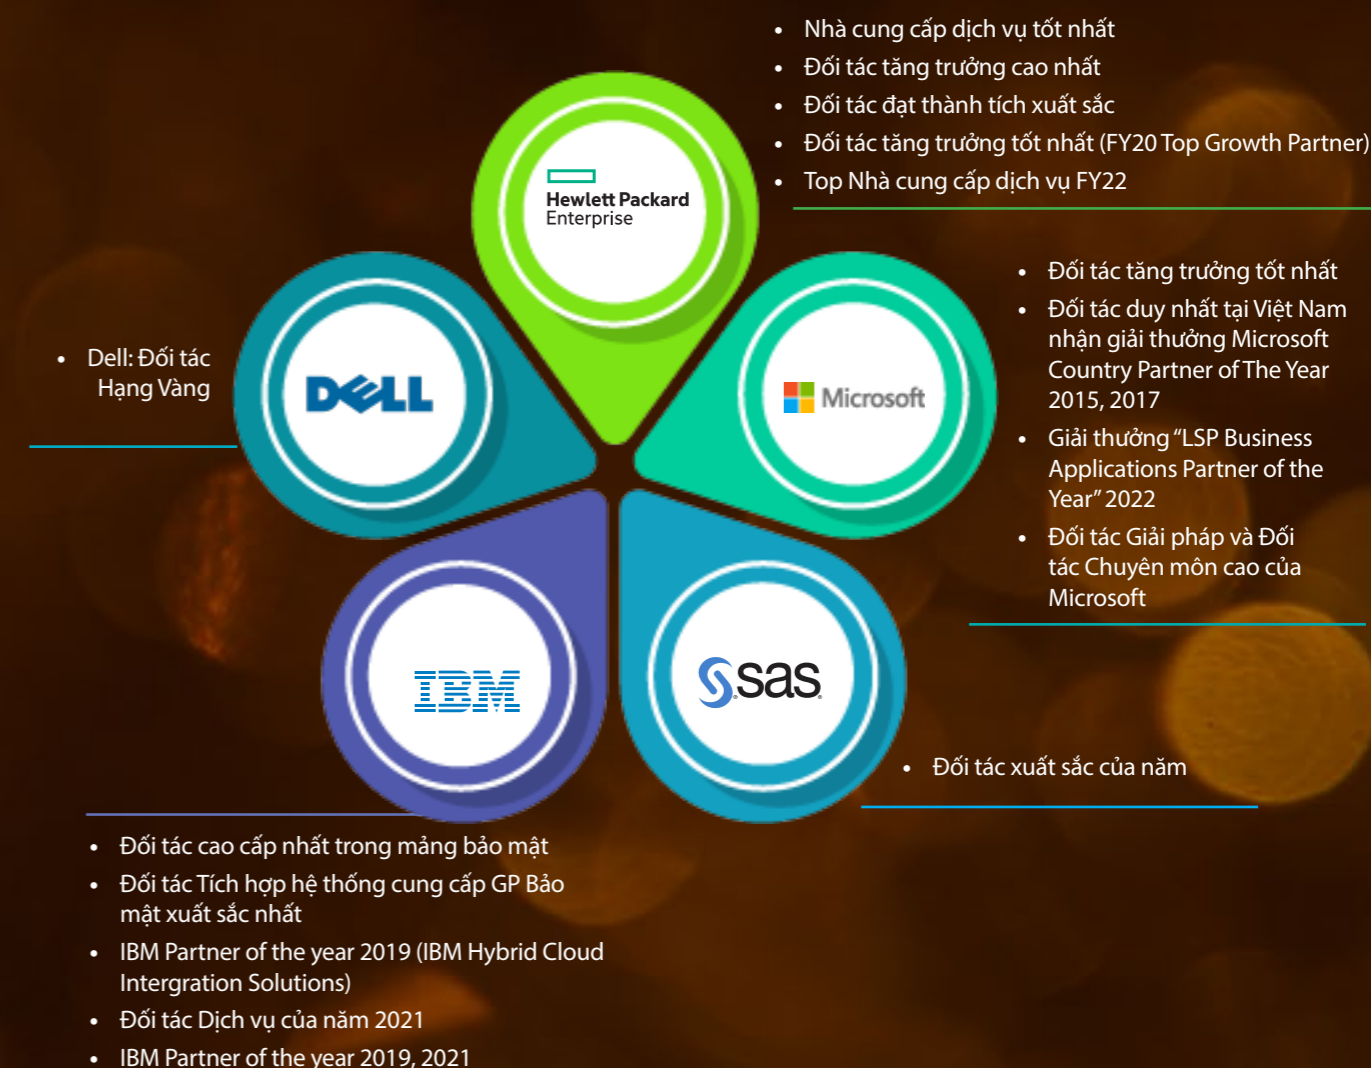 • Nhà cung cấp dịch vụ tốt nhất
• Đối tác tăng trưởng cao nhất
• Đối tác đạt thành tích xuất sắc
• Đối tác tăng trưởng tốt nhất (FY20 Top Growth Partner)
• Top Nhà cung cấp dịch vụ FY22
Hewlett Packard
Enterprise
• Đối tác tăng trưởng tốt nhất
• Đối tác duy nhất tại Việt Nam
nhận giải thưởng Microsoft
Country Partner of The Year
2015, 2017
• Giải thưởng “LSP Business
Applications Partner of the
Year” 2022
• Đối tác Giải pháp và Đối
tác Chuyên môn cao của
Microsoft
Microsoft
• Dell: Đối tác
Hạng Vàng
DELL
IBM
sas
• Đối tác xuất sắc của năm
• Đối tác cao cấp nhất trong mảng bảo mật
• Đối tác Tích hợp hệ thống cung cấp GP Bảo
mật xuất sắc nhất
• IBM Partner of the year 2019 (IBM Hybrid Cloud
Intergration Solutions)
• Đối tác Dịch vụ của năm 2021
• IBM Partner of the year 2019, 2021